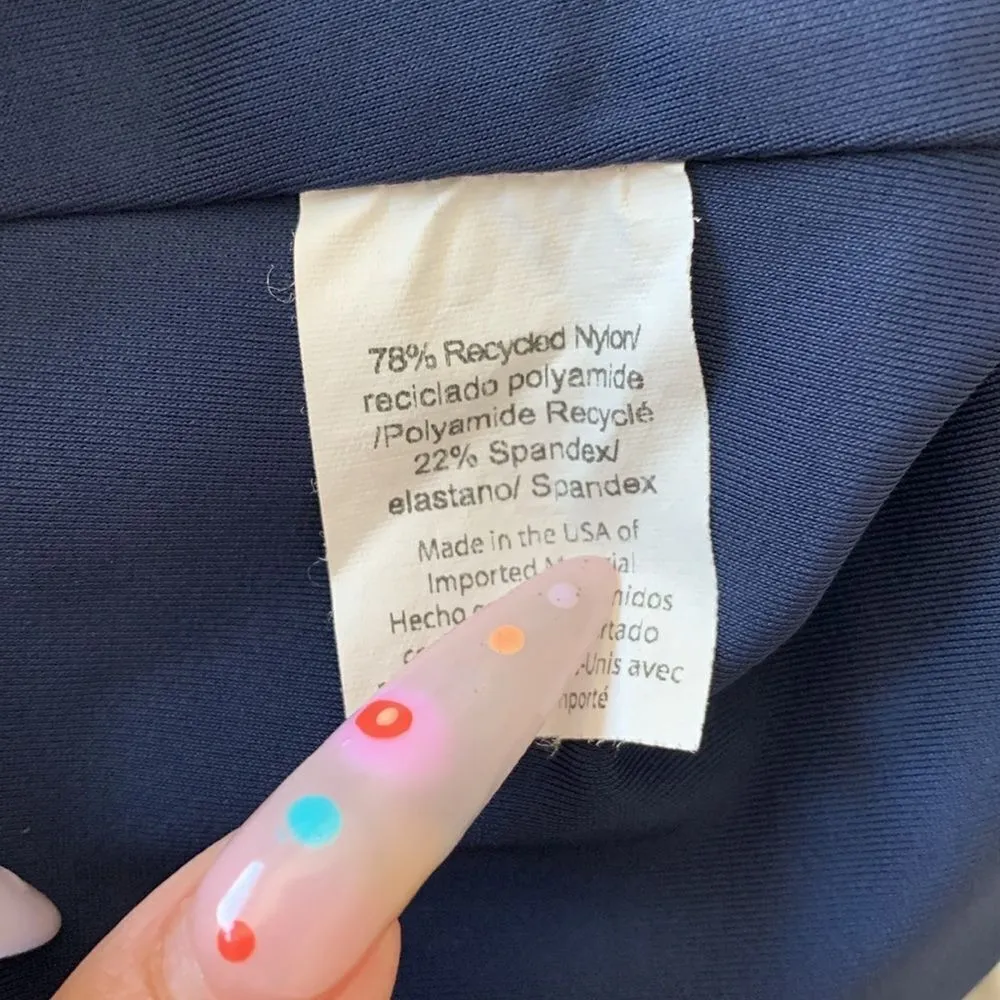 78% Recycled Nylon/
reciclado polyamide
/Polyamide Recyclé
22% Spandex/
elastano/ Spandex
Made in the USA of
Imported
Hecho
avec